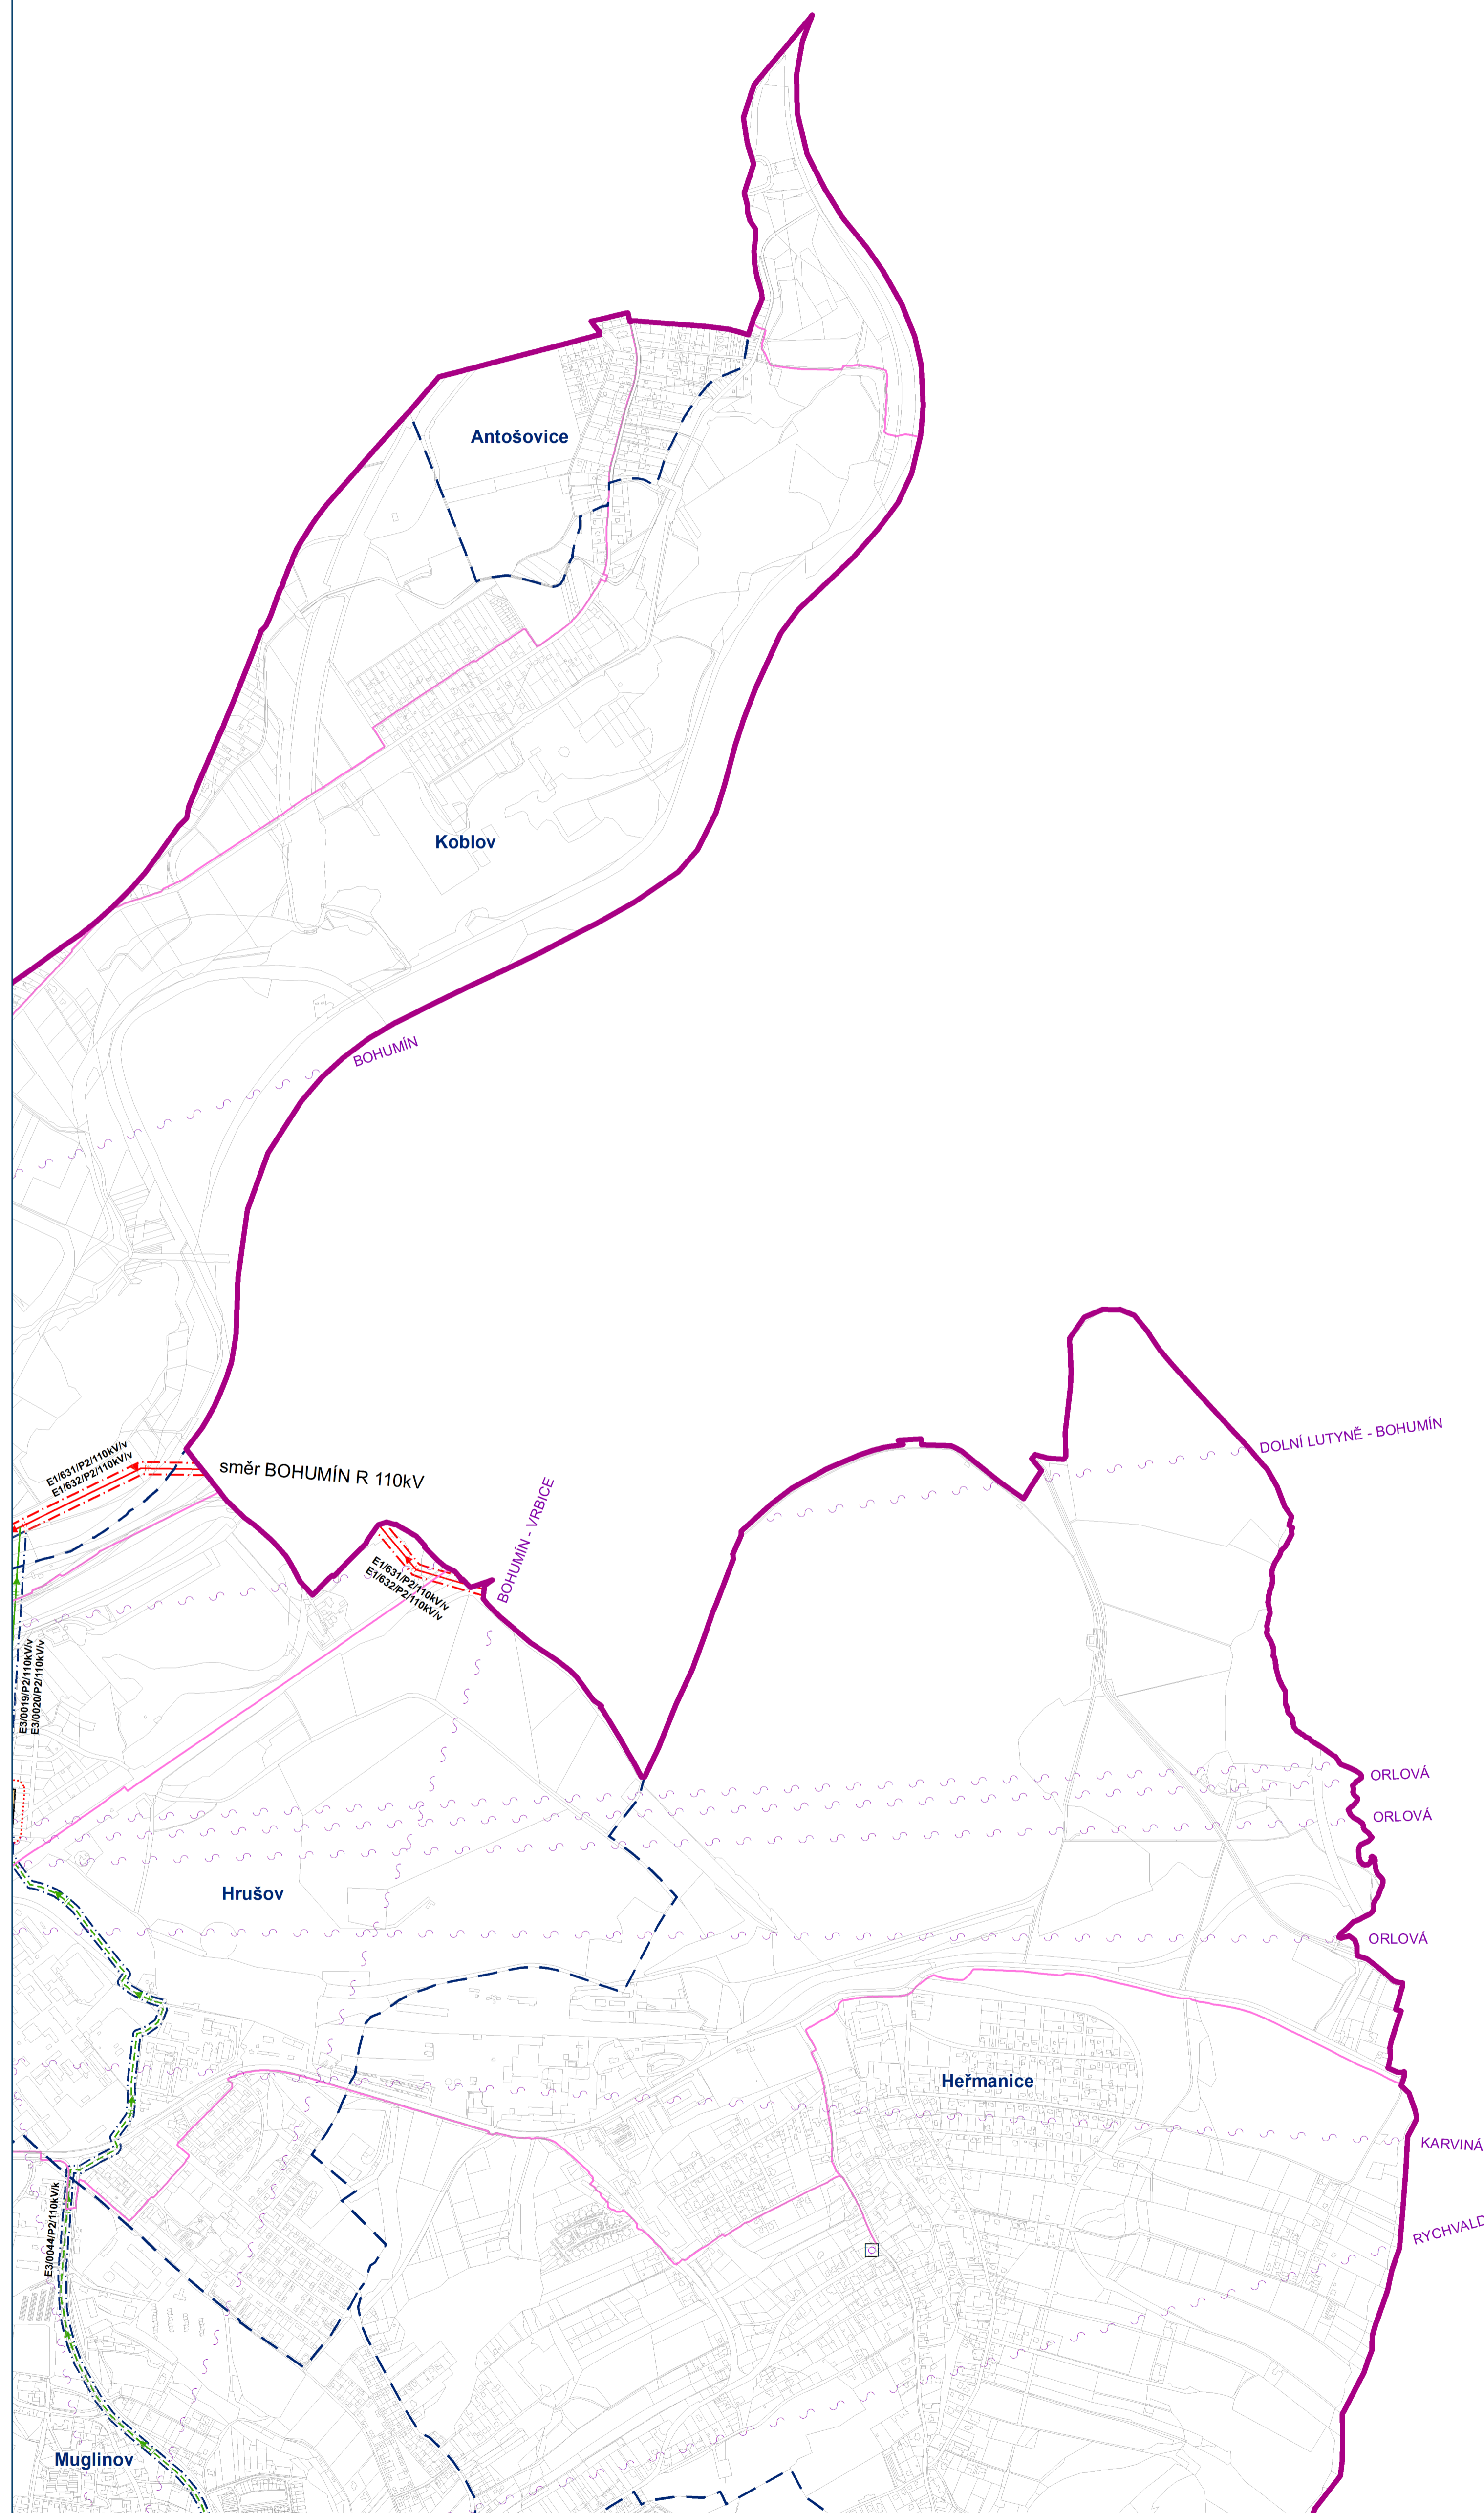 Antošovice
Koblov
BOHUMÍN
E1/631/P2/110kV/v
E1/632/P2/110kV/v
směr BOHUMÍN R 110kV
DOLNÍ LUTYNĚ - BOHUMÍN
BOHUMÍN - VRBICE
E1/631/P2/110kV/v
E1/632/P2/110kV/v
E3/0019/P2/110kV/v
E3/0020/P2/110kV/v
ORLOVÁ
ORLOVÁ
Hrušov
ORLOVÁ
Heřmanice
KARVINÁ
RYCHVALD
E3/0044/P2/110kV/k
Muglinov